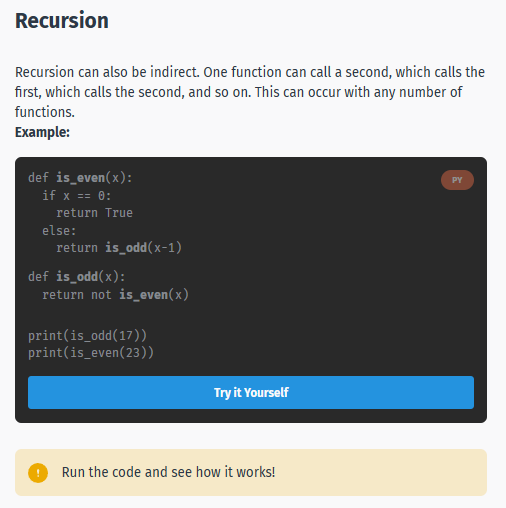 Recursion
Recursion can also be indirect. One function can call a second, which calls the
first, which calls the second, and so on. This can occur with any number of
functions.
Example:
PY
def is_even(x):
  if x == 0:
    return True
  else:
    return is_odd(x-1)
def is_odd(x):
  return not is_even(x)
print(is_odd(17))
print(is_even(23))
Try it Yourself
! Run the code and see how it works!